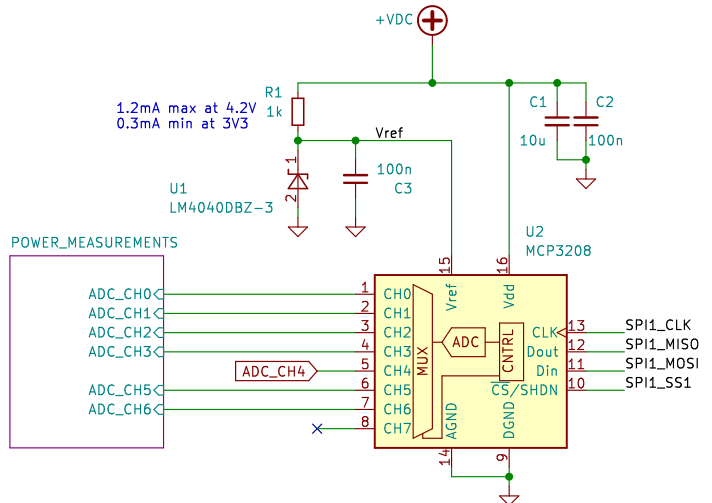 +VDC
R1
1k
1.2mA max at 4.2V
0.3mA min at 3V3
C1
C2
10u
100n
Vref
1
2
100n
C3
U1
LM4040DBZ-3
U2
MCP3208
POWER_MEASUREMENTS
15
16
Vref
Vdd
ADC_CH0
1
CH0
ADC_CH1
2
CH1
ADC_CH2
3
CH2
ADC_CH3
4
CH3
ADC_CH4
5
CH4
ADC_CH5
6
CH5
ADC_CH6
7
CH6
8
CH7
MUX
ADC
CNTRL
CLK
13
SPI1_CLK
Dout
12
SPI1_MISO
Din
11
SPI1_MOSI
CS/SHDN
10
SPI1_SS1
AGND
DGND
14
9